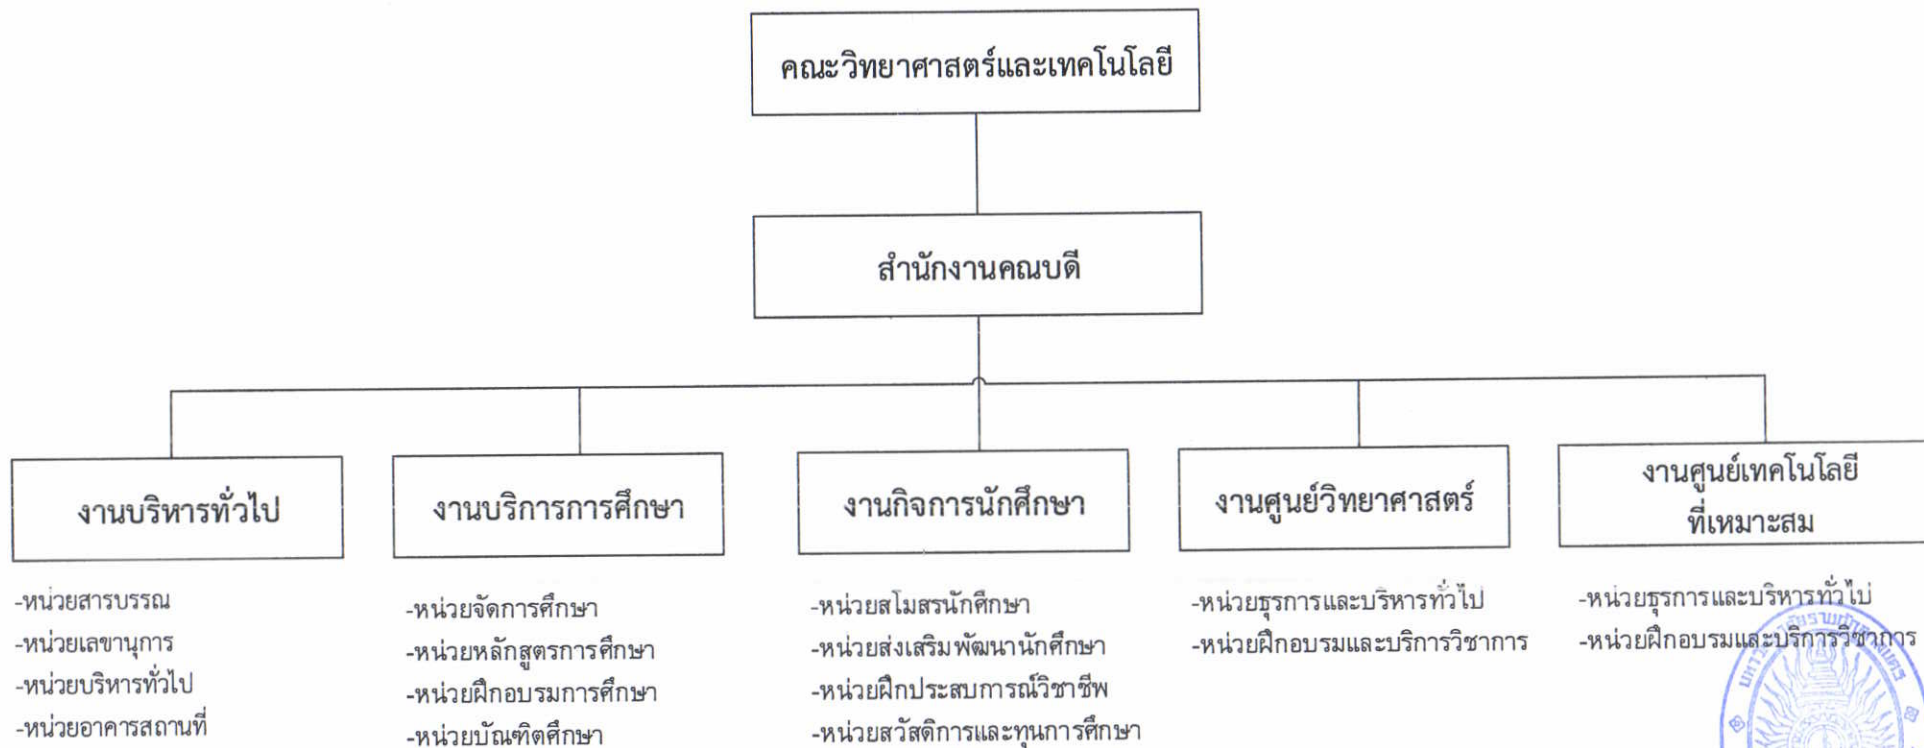 คณะวิทยาศาสตร์และเทคโนโลยี
สำนักงานคณบดี
งานบริหารทั่วไป
-หน่วยสารบรรณ
-หน่วยเลขานุการ
-หน่วยบริหารทั่วไป
-หน่วยอาคารสถานที่
งานบริการการศึกษา
-หน่วยจัดการศึกษา
-หน่วยหลักสูตรการศึกษา
-หน่วยฝึกอบรมการศึกษา
-หน่วยบัณฑิตศึกษา
งานกิจการนักศึกษา
-หน่วยสโมสรนักศึกษา
-หน่วยส่งเสริมพัฒนานักศึกษา
-หน่วยฝึกประสบการณ์วิชาชีพ
-หน่วยสวัสดิการและทุนการศึกษา
งานศูนย์วิทยาศาสตร์
-หน่วยธุรการและบริหารทั่วไป
-หน่วยฝึกอบรมและบริการวิชาการ
งานศูนย์เทคโนโลยี
ที่เหมาะสม
-หน่วยธุรการและบริหารทั่วไป
-หน่วยฝึกอบรมและบริการวิชาการ